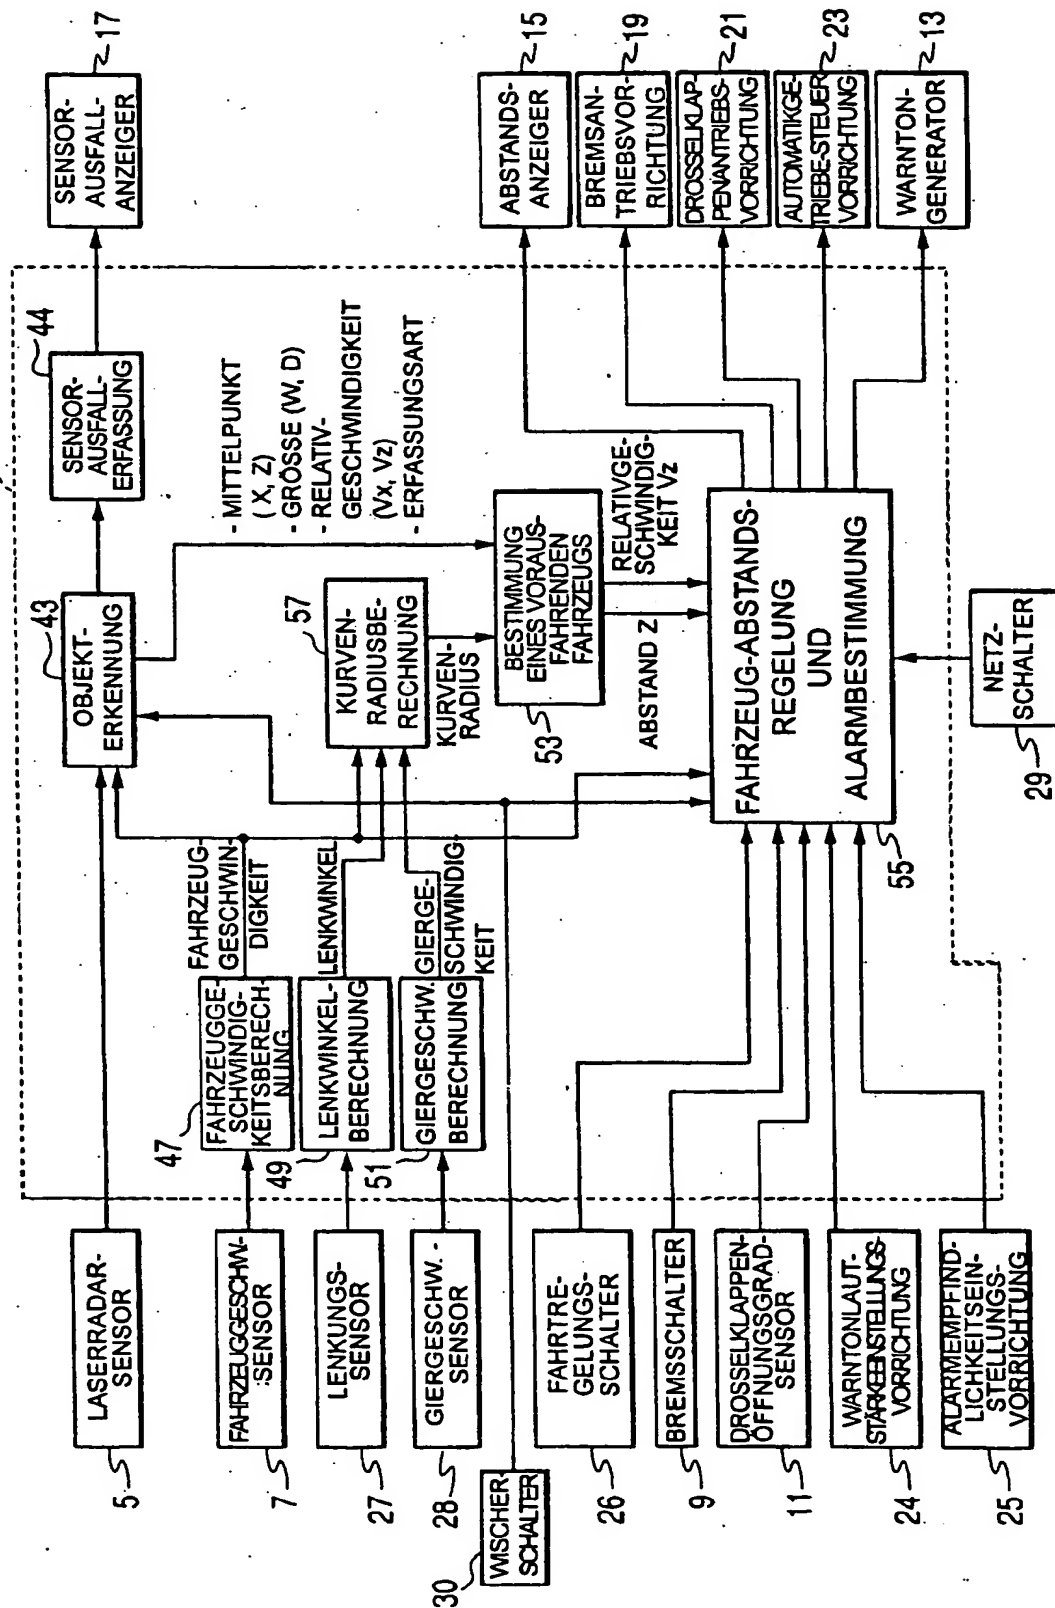 5
LASERRADAR-
SENSOR
7
FAHRZEUGGESCHW.-
SENSOR
27
LENKUNGS-
SENSOR
28
GIERGESCHW.-
SENSOR
30
WISCHER
SCHALTER
26
FAHRTRE-
GELUNGS-
SCHALTER
9
BREMSSCHALTER
11
DROSSELKLAPPEN-
ÖFFNUNGSGRAD-
SENSOR
24
WARNTONLAUT-
STÄRKEEINSTELLUNGS-
VORRICHTUNG
25
ALARMEMPFIND-
LICHKEITSEIN-
STELLUNGS-
VORRICHTUNG
47
FAHRZEUGGE-
SCHWINDIG-
KEITSBERECH-
NUNG
FAHRZEUG-
GESCHWIN-
DIGKEIT
49
LENKWINKEL-
BERECHNUNG
LENKWINKEL
51
GIERGESCHW.
BERECHNUNG
GIERGE-
SCHWINDIG-
KEIT
43
OBJEKT-
ERKENNUNG
44
SENSOR-
AUSFALL-
ERFASSUNG
17
SENSOR-
AUSFALL-
ANZEIGER
- MITTELPUNKT
(X, Z)
- GRÖSSE (W, D)
- RELATIV-
GESCHWINDIGKEIT
(Vx, Vz)
- ERFASSUNGSART
57
KURVEN-
RADIUSBE-
RECHNUNG
KURVEN-
RADIUS
53
BESTIMMUNG
EINES VORAUS-
FAHRENDEN
FAHRZEUGS
ABSTAND Z
RELATIVGE-
SCHWINDIG-
KEIT Vz
55
FAHRZEUG-ABSTANDS-
REGELUNG
UND
ALARMBESTIMMUNG
29
NETZ-
SCHALTER
15
ABSTANDS-
ANZEIGER
19
BREMSAN-
TRIEBSVOR-
RICHTUNG
21
DROSSELKLAP-
PENANTRIEBS-
VORRICHTUNG
23
AUTOMATIKGE-
TRIEBE-STEUER
VORRICHTUNG
13
WARNTON-
GENERATOR